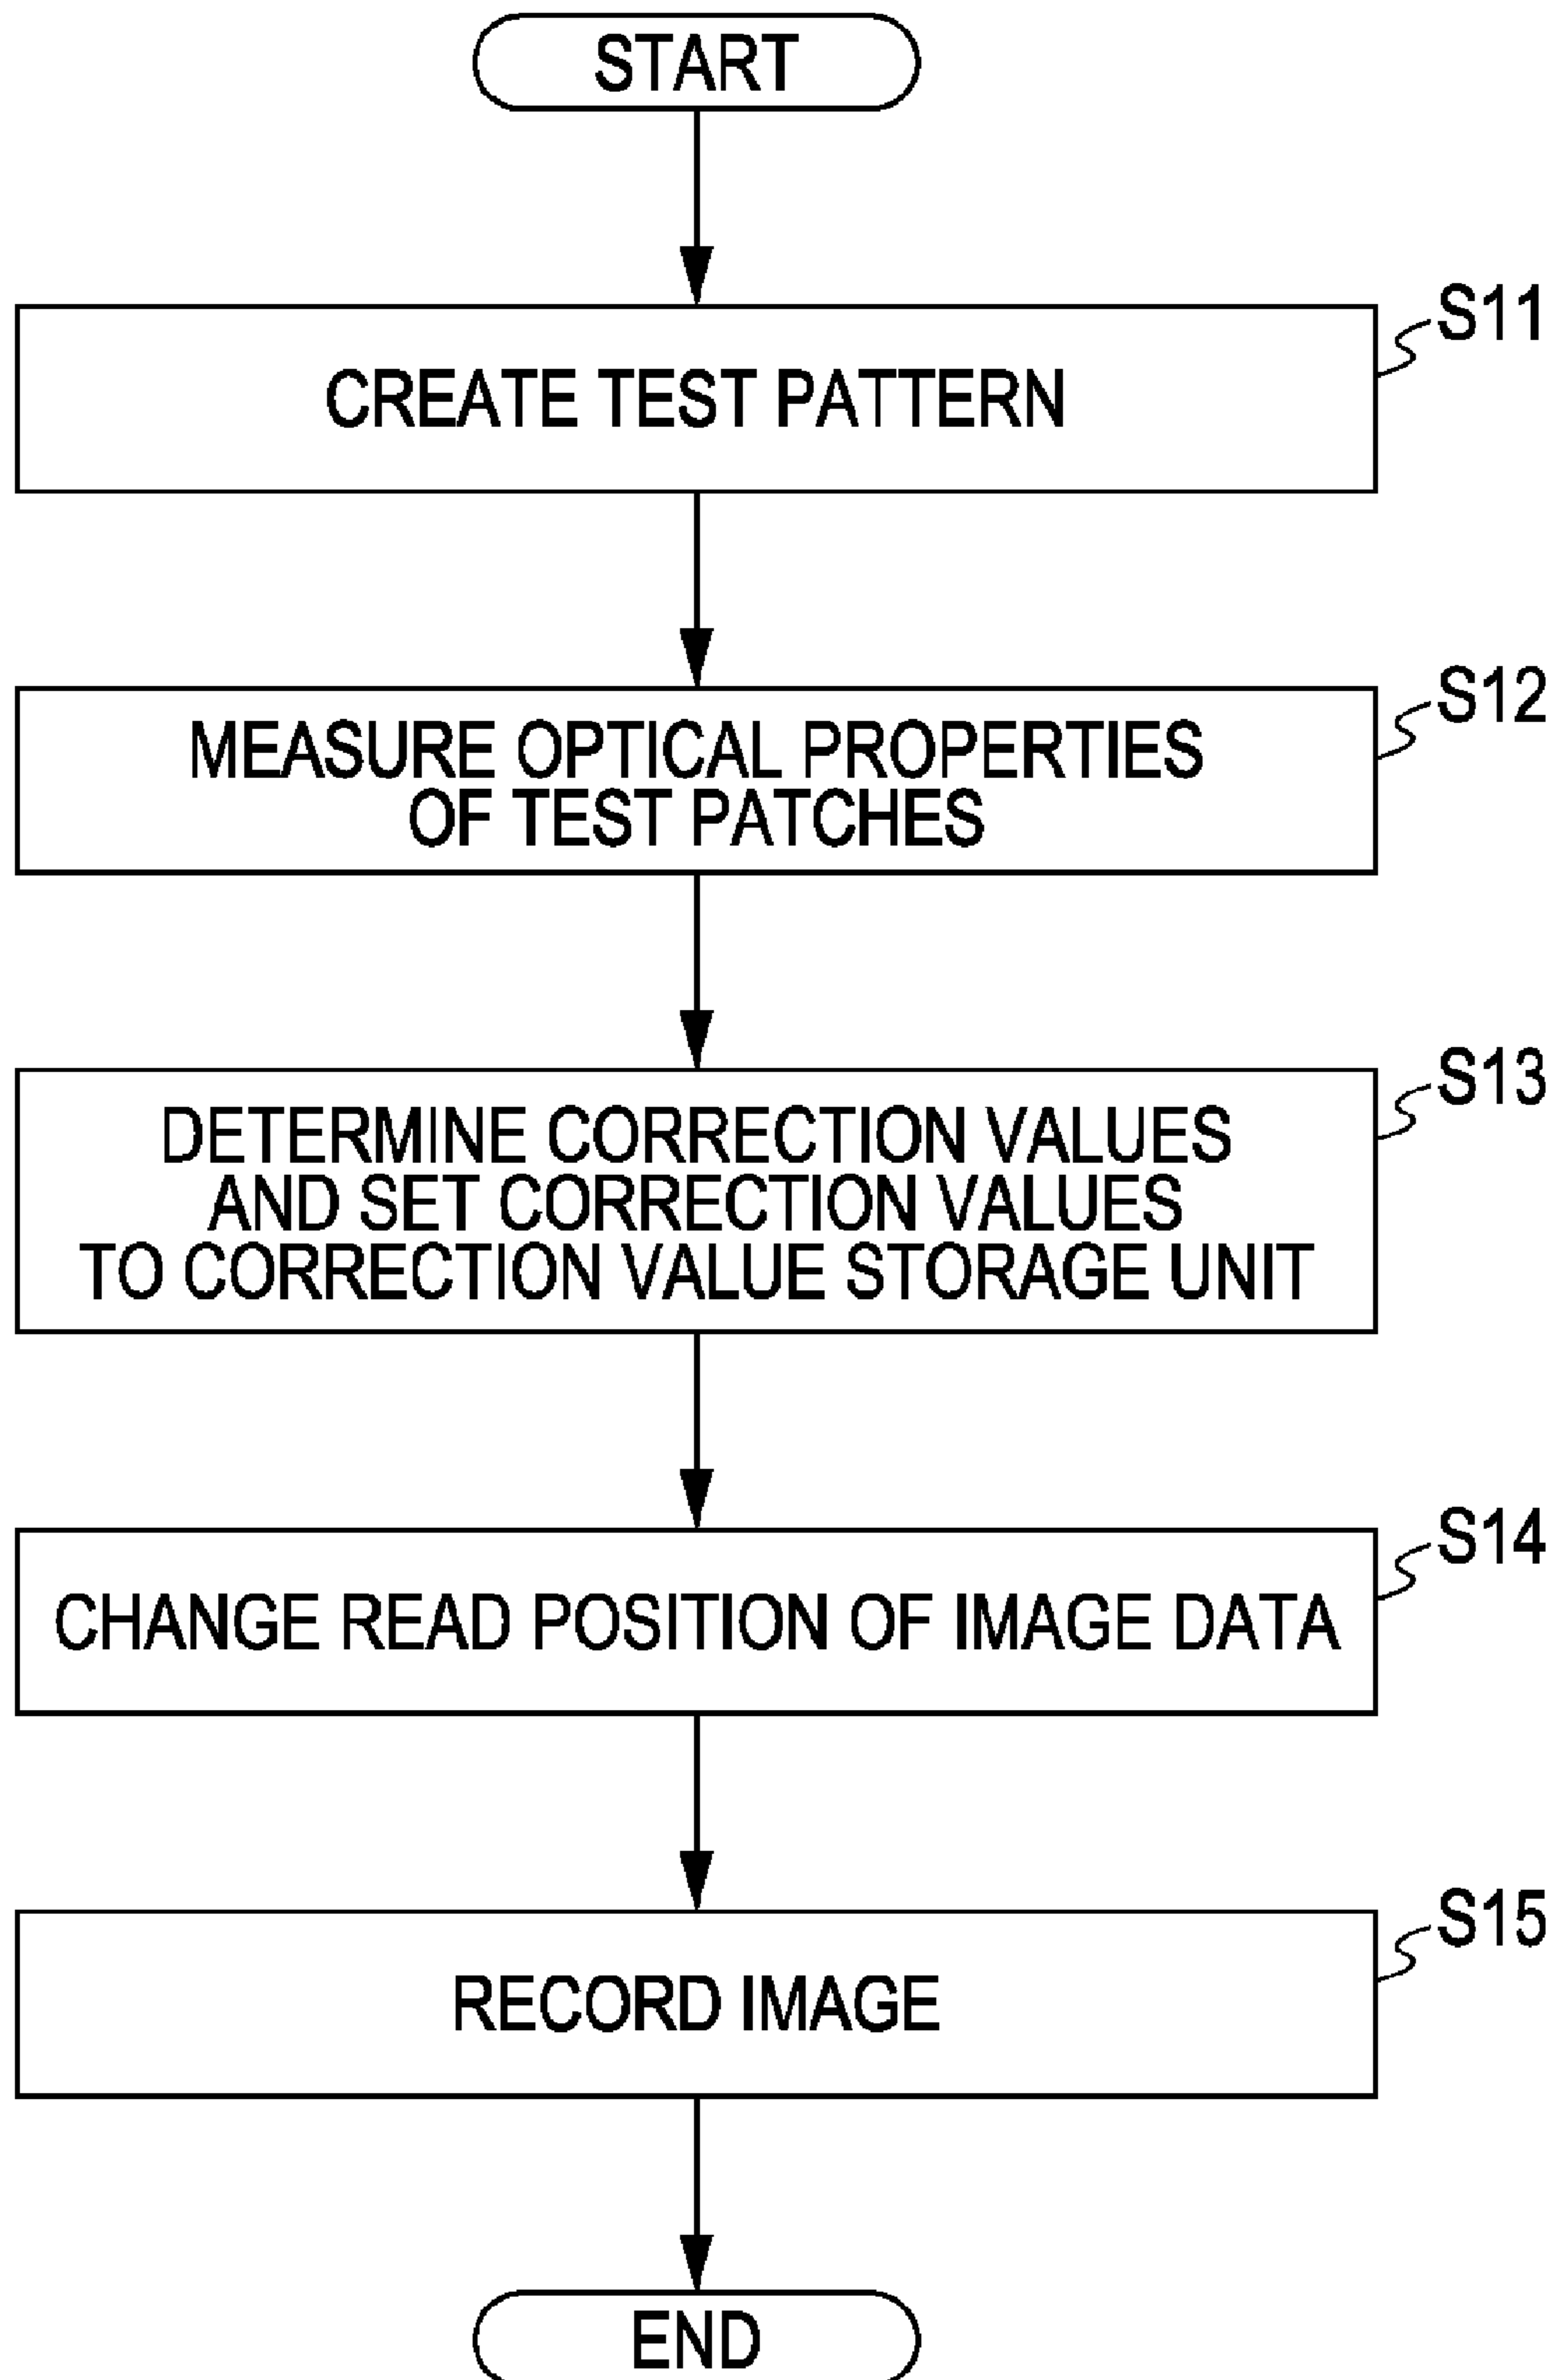 START
S11
CREATE TEST PATTERN
S12
MEASURE OPTICAL PROPERTIES
OF TEST PATCHES
S13
DETERMINE CORRECTION VALUES
AND SET CORRECTION VALUES
TO CORRECTION VALUE STORAGE UNIT
S14
CHANGE READ POSITION OF IMAGE DATA
S15
RECORD IMAGE
END